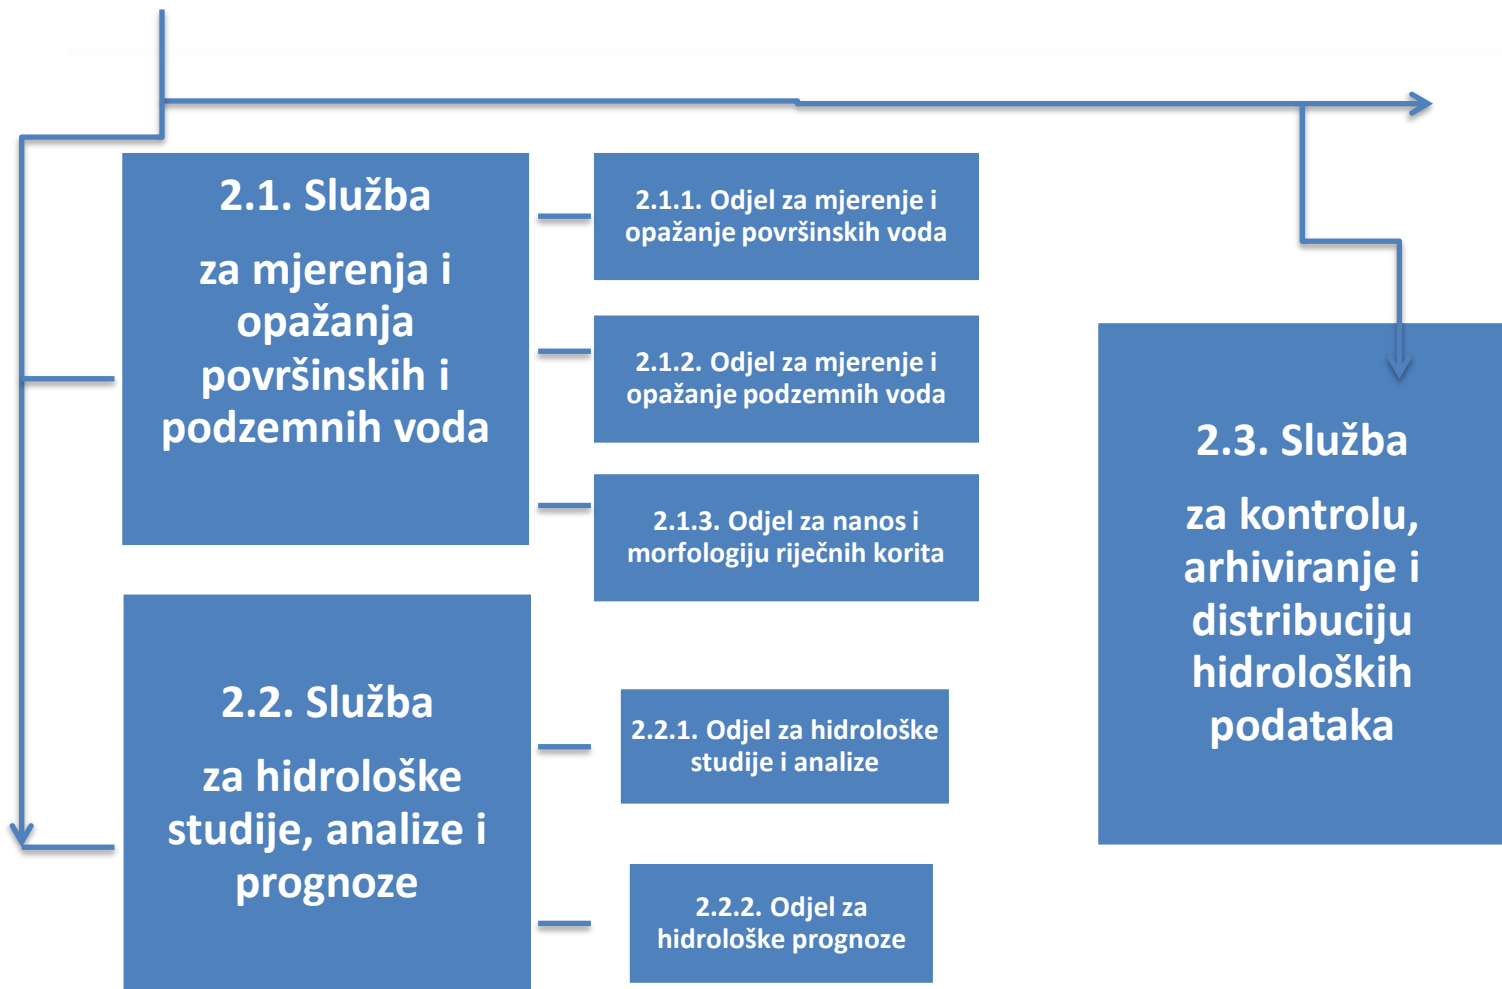 2.1. Služba
za mjerenja i
opažanja
površinskih i
podzemnih voda
2.1.1. Odjel za mjerenje i
opažanje površinskih voda
2.1.2. Odjel za mjerenje i
opažanje podzemnih voda
2.1.3. Odjel za nanos i
morfologiju riječnih korita
2.2. Služba
za hidrološke
studije, analize i
prognoze
2.2.1. Odjel za hidrološke
studije i analize
2.2.2. Odjel za
hidrološke prognoze
2.3. Služba
za kontrolu,
arhiviranje i
distribuciju
hidroloških
podataka